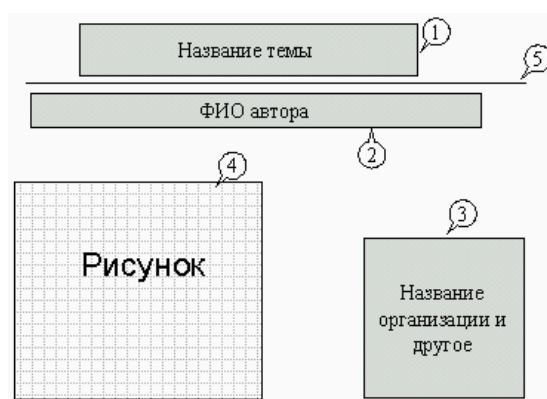 Название темы
1
5
ФИО автора
2
4
3
Рисунок
Название
организации и
другое